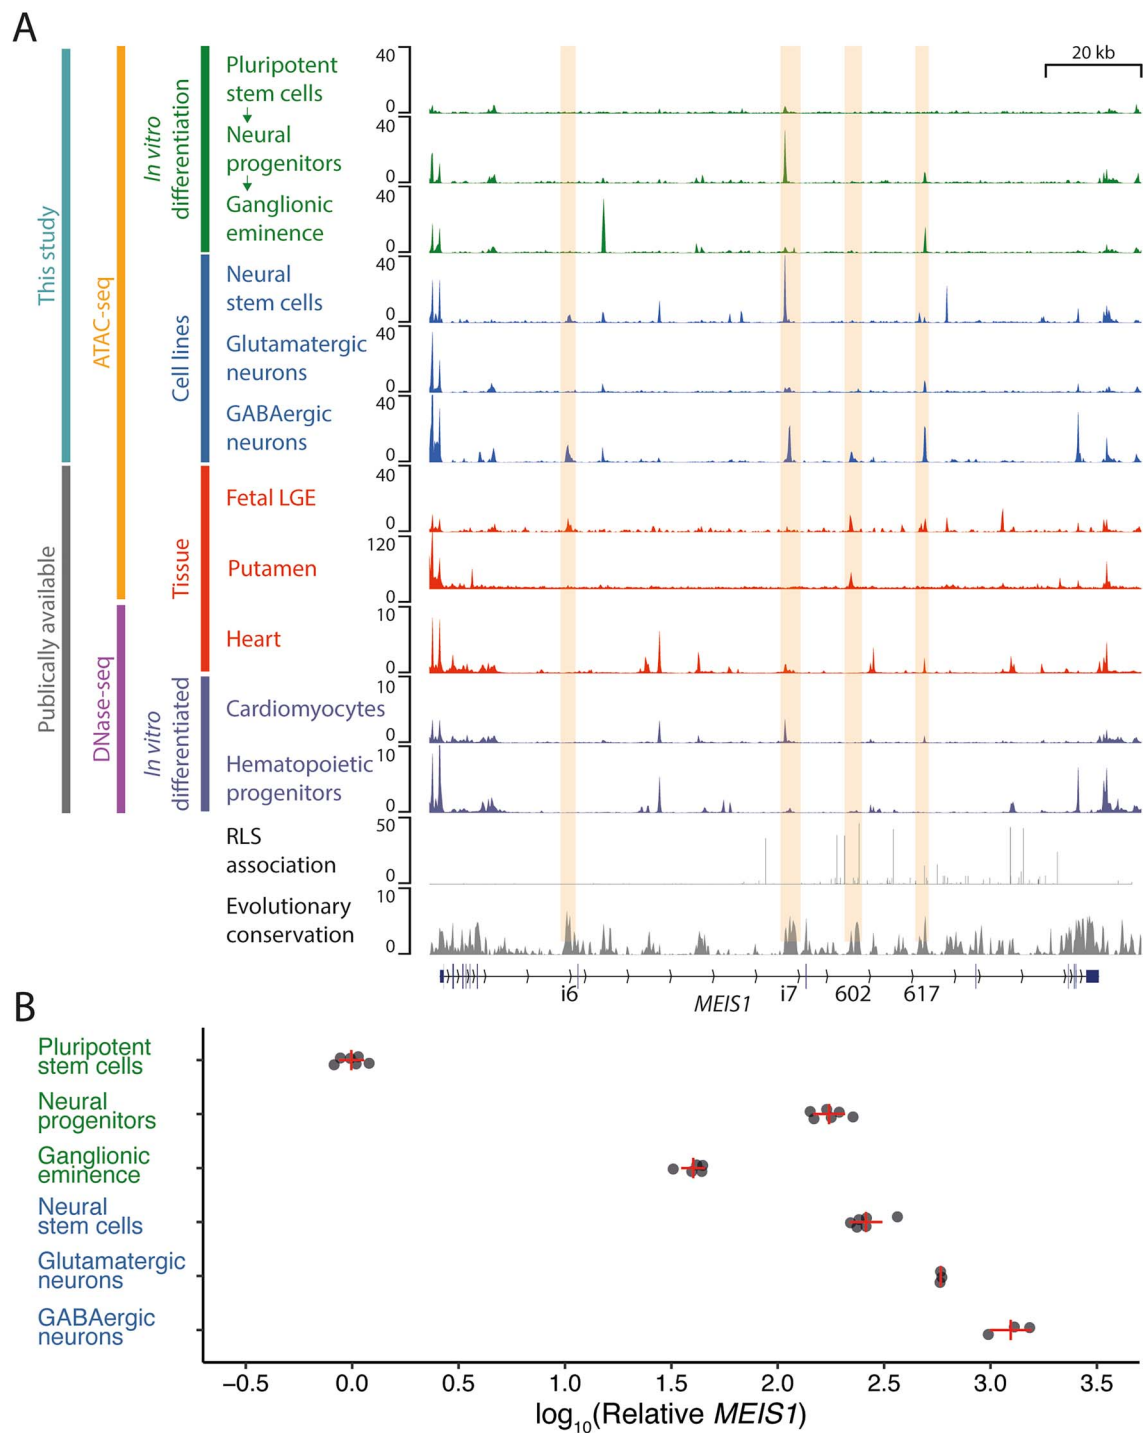 A
This study
Publically available
ATAC-seq
DNase-seq
In vitro
differentiation
Cell lines
Tissue
In vitro
differentiated
20 kb
Pluripotent
stem cells
40
0
Neural
progenitors
40
0
Ganglionic
eminence
40
0
Neural
stem cells
40
0
Glutamatergic
neurons
40
0
GABAergic
neurons
40
0
Fetal LGE
40
0
Putamen
120
0
Heart
10
0
Cardiomyocytes
10
0
Hematopoietic
progenitors
10
0
RLS
association
50
0
Evolutionary
conservation
10
0
i6 MEIS1 i7 602 617
B
Pluripotent
stem cells
Neural
progenitors
Ganglionic
eminence
Neural
stem cells
Glutamatergic
neurons
GABAergic
neurons
−0.5 0.0 0.5 1.0 1.5 2.0 2.5 3.0 3.5
log10(Relative MEIS1)